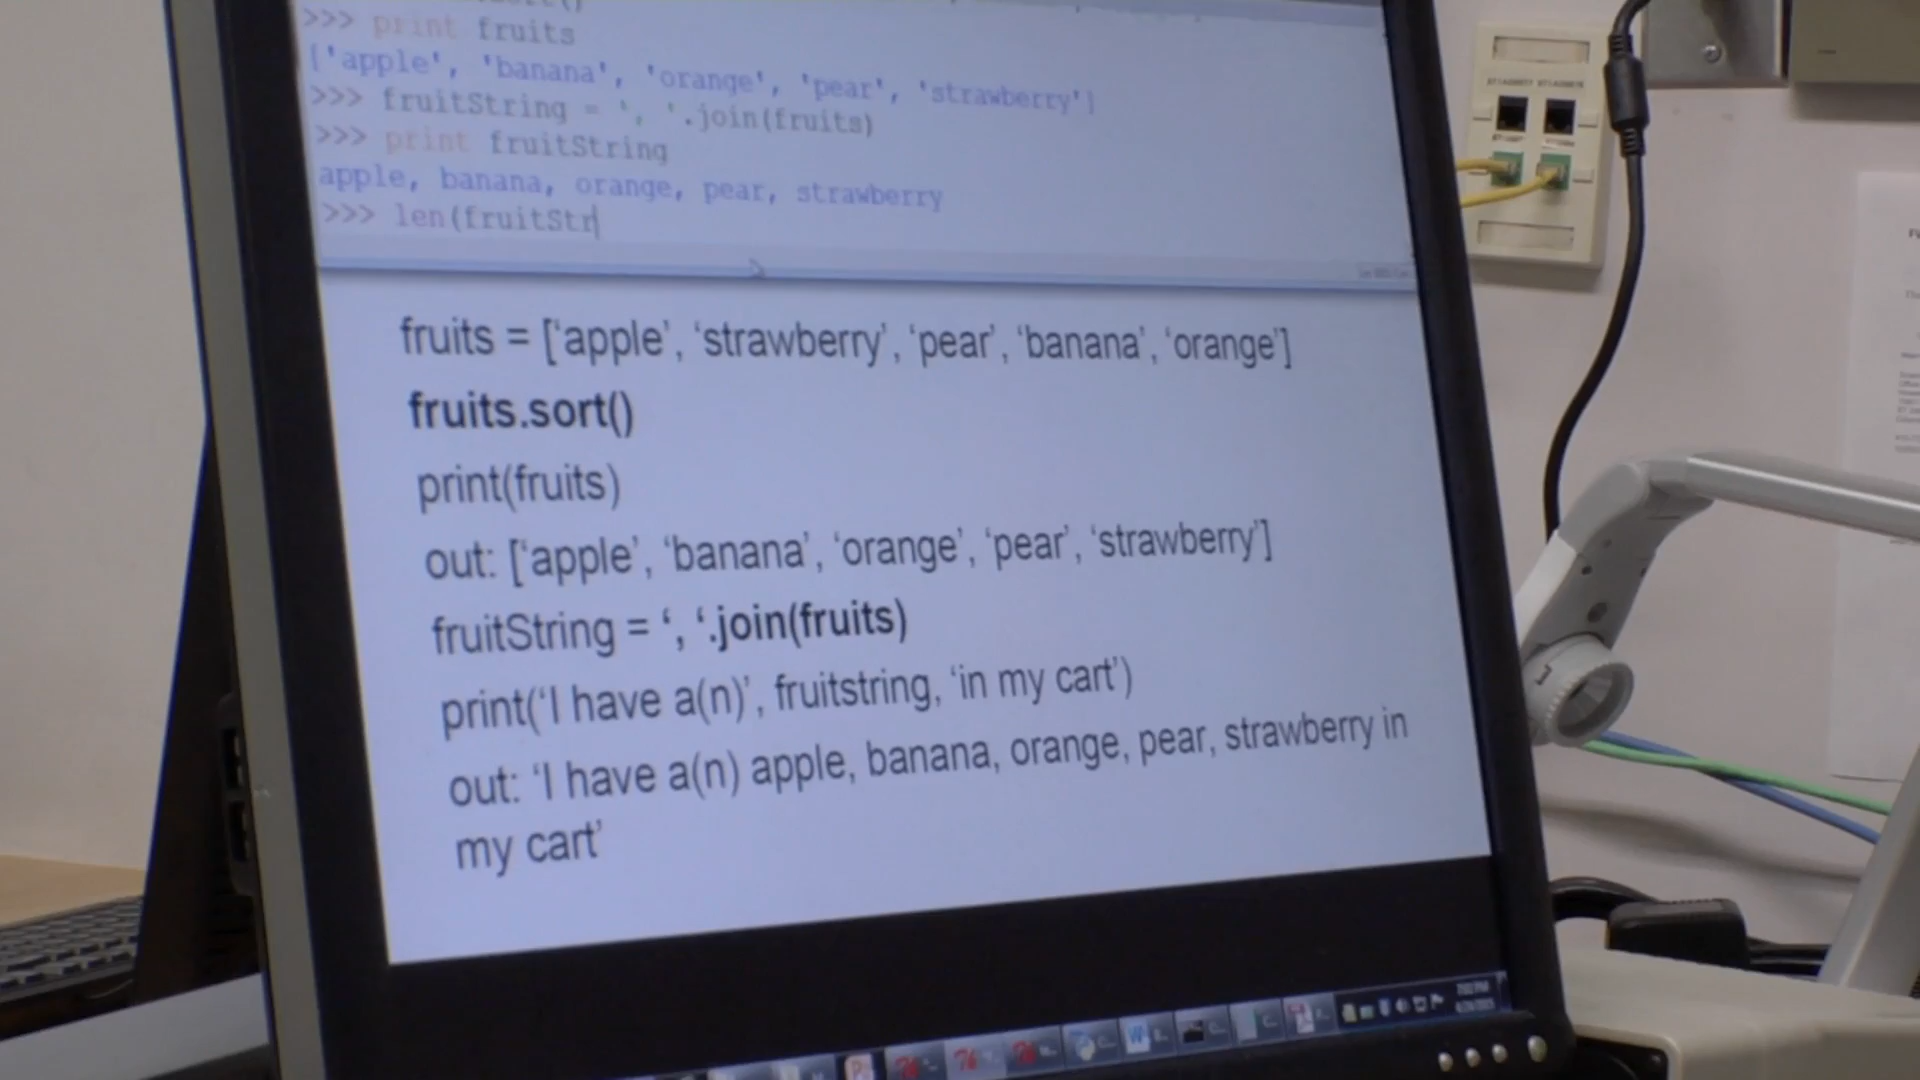 >>> print fruits
['apple', 'banana', 'orange', 'pear', 'strawberry']
>>> fruitString = ', '.join(fruits)
>>> print fruitString
apple, banana, orange, pear, strawberry
>>> len(fruitStr
fruits = [‘apple’, ‘strawberry’, ‘pear’, ‘banana’, ‘orange’]
fruits.sort()
print(fruits)
out: [‘apple’, ‘banana’, ‘orange’, ‘pear’, ‘strawberry’]
fruitString = ‘, ‘.join(fruits)
print(‘I have a(n)’, fruitstring, ‘in my cart’)
out: ‘I have a(n) apple, banana, orange, pear, strawberry in
my cart’